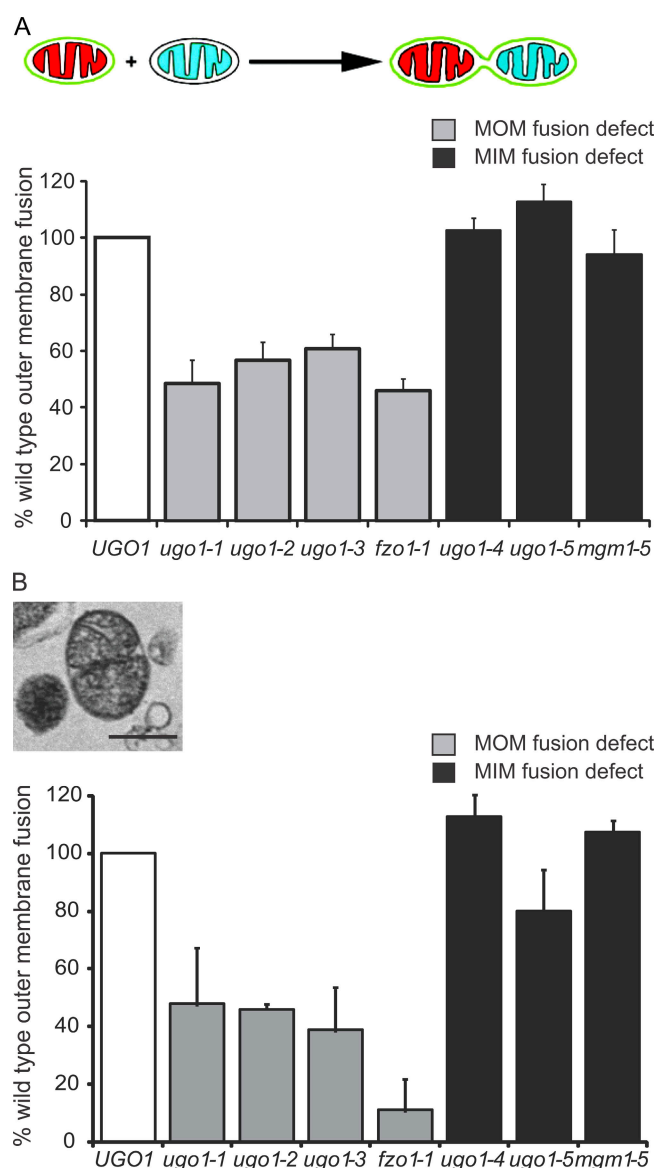 A
+
MOM fusion defect
MIM fusion defect
% wild type outer membrane fusion
120
100
80
60
40
20
0
UGO1 ugo1-1 ugo1-2 ugo1-3 fzo1-1 ugo1-4 ugo1-5 mgm1-5
B
MOM fusion defect
MIM fusion defect
% wild type outer membrane fusion
120
100
80
60
40
20
0
UGO1 ugo1-1 ugo1-2 ugo1-3 fzo1-1 ugo1-4 ugo1-5 mgm1-5